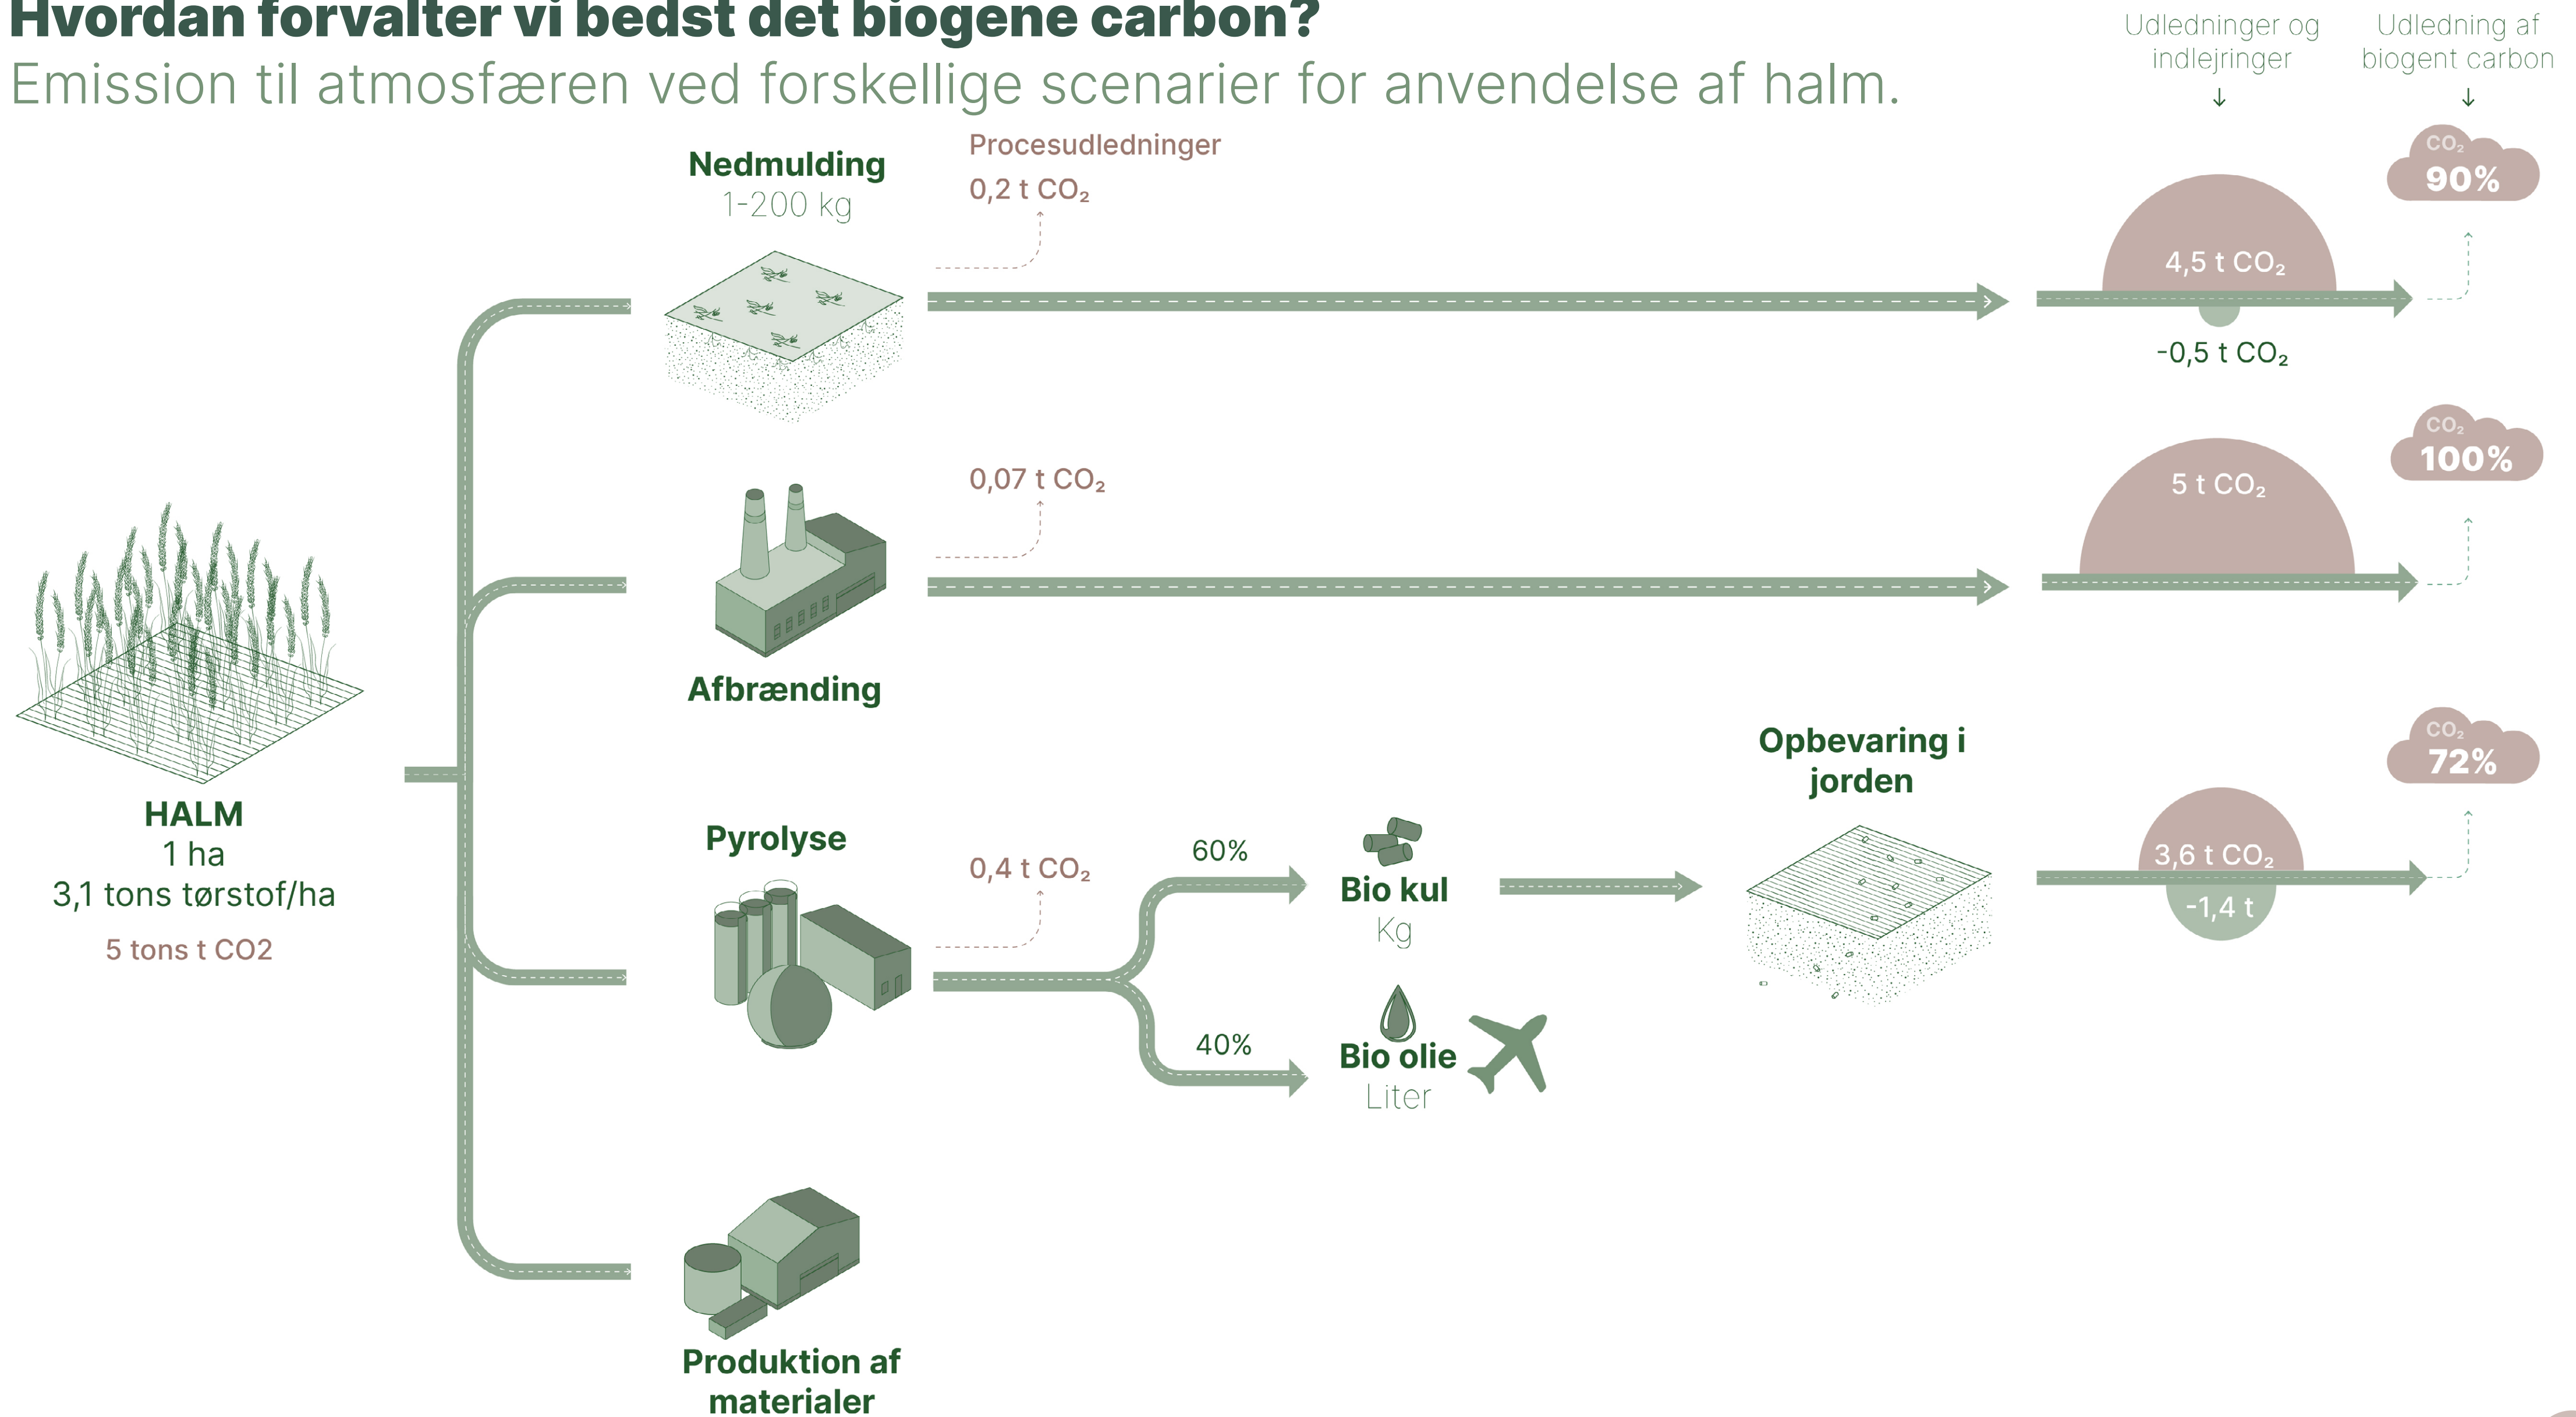 Hvordan forvalter vi bedst det biogene carbon?
Emission til atmosfæren ved forskellige scenarier for anvendelse af halm.
Udledninger og
indlejringer
↓
Udledning af
biogent carbon
↓
Nedmulding
1-200 kg
Procesudledninger
0,2 t CO₂
4,5 t CO₂
-0,5 t CO₂
CO₂
90%
Afbrænding
0,07 t CO₂
5 t CO₂
CO₂
100%
HALM
1 ha
3,1 tons tørstof/ha
5 tons t CO2
Pyrolyse
0,4 t CO₂
60%
Bio kul
Kg
40%
Bio olie
Liter
Opbevaring i
jorden
3,6 t CO₂
-1,4 t
CO₂
72%
Produktion af
materialer